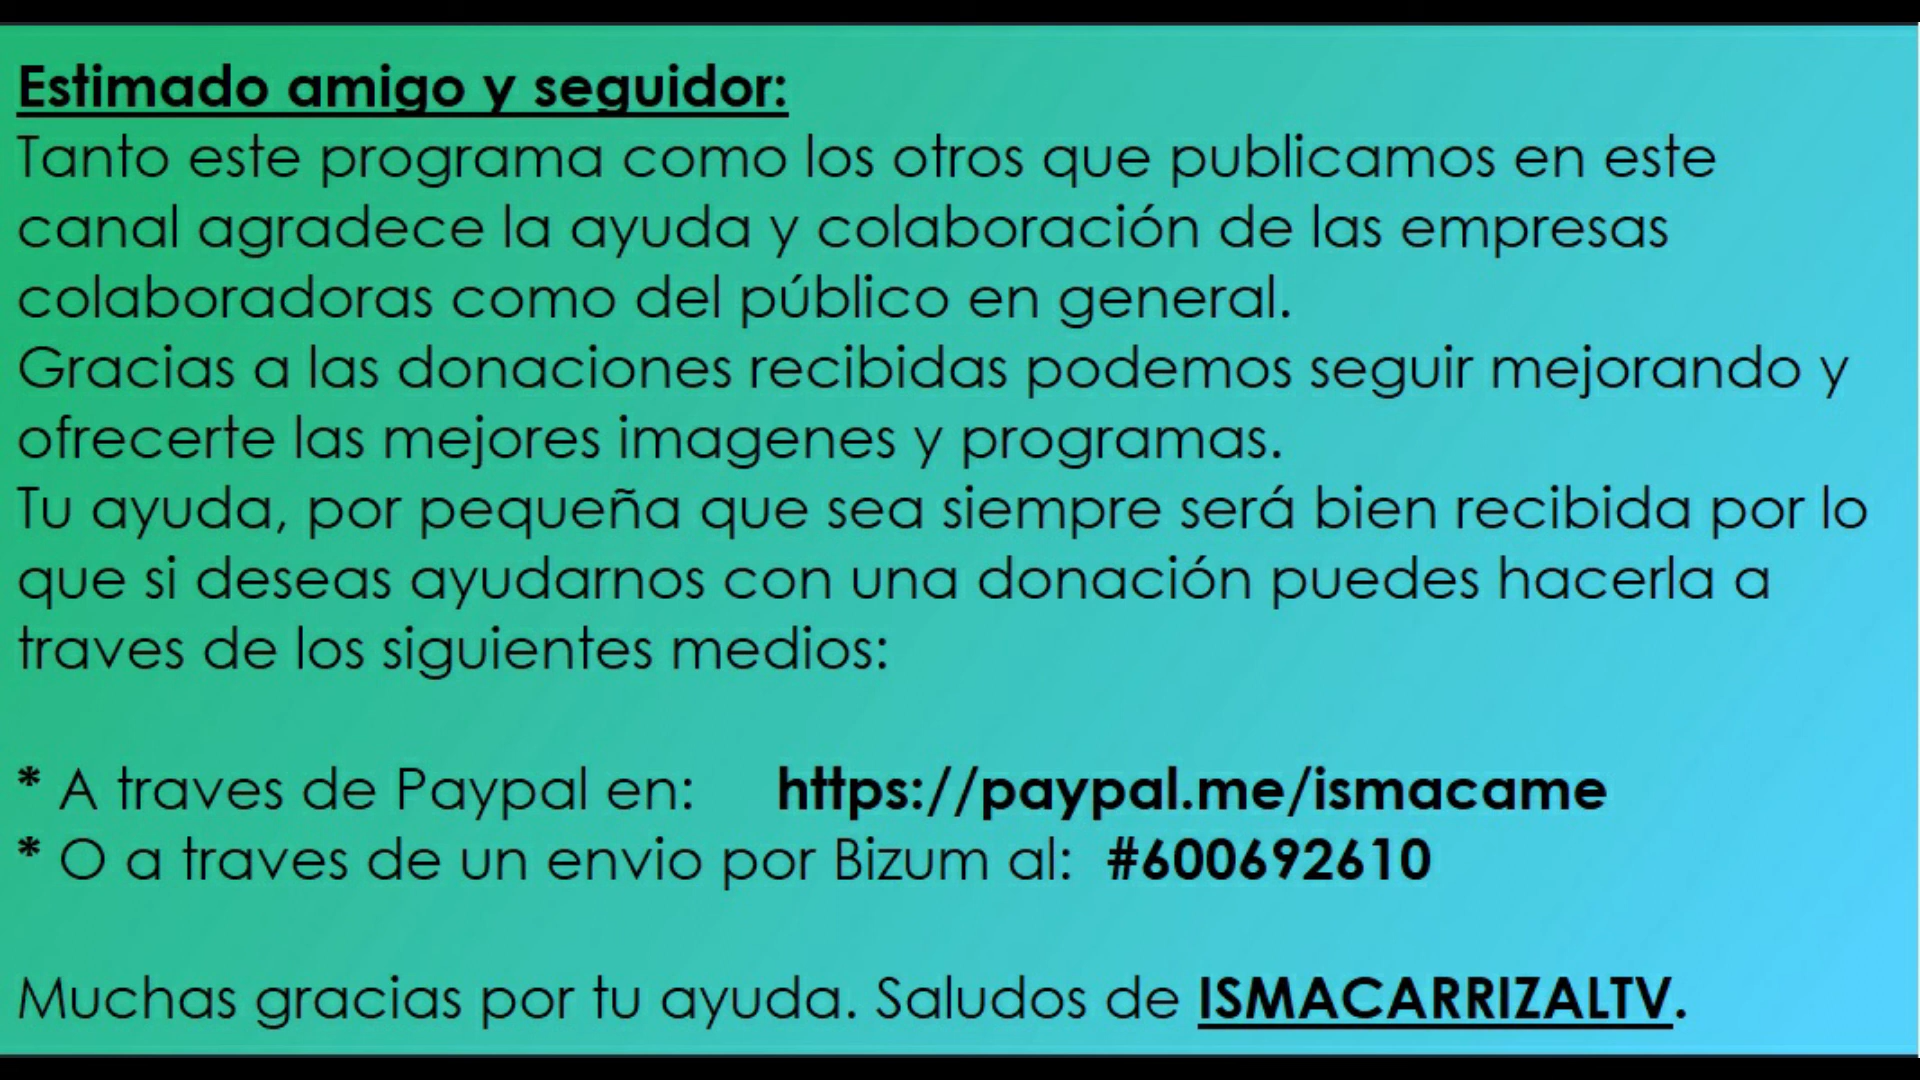 Estimado amigo y seguidor:
Tanto este programa como los otros que publicamos en este
canal agradece la ayuda y colaboración de las empresas
colaboradoras como del público en general.
Gracias a las donaciones recibidas podemos seguir mejorando y
ofrecerte las mejores imagenes y programas.
Tu ayuda, por pequeña que sea siempre será bien recibida por lo
que si deseas ayudarnos con una donación puedes hacerla a
traves de los siguientes medios:
* A traves de Paypal en: https://paypal.me/ismacame
* O a traves de un envio por Bizum al: #600692610
Muchas gracias por tu ayuda. Saludos de ISMACARRIZALTV.